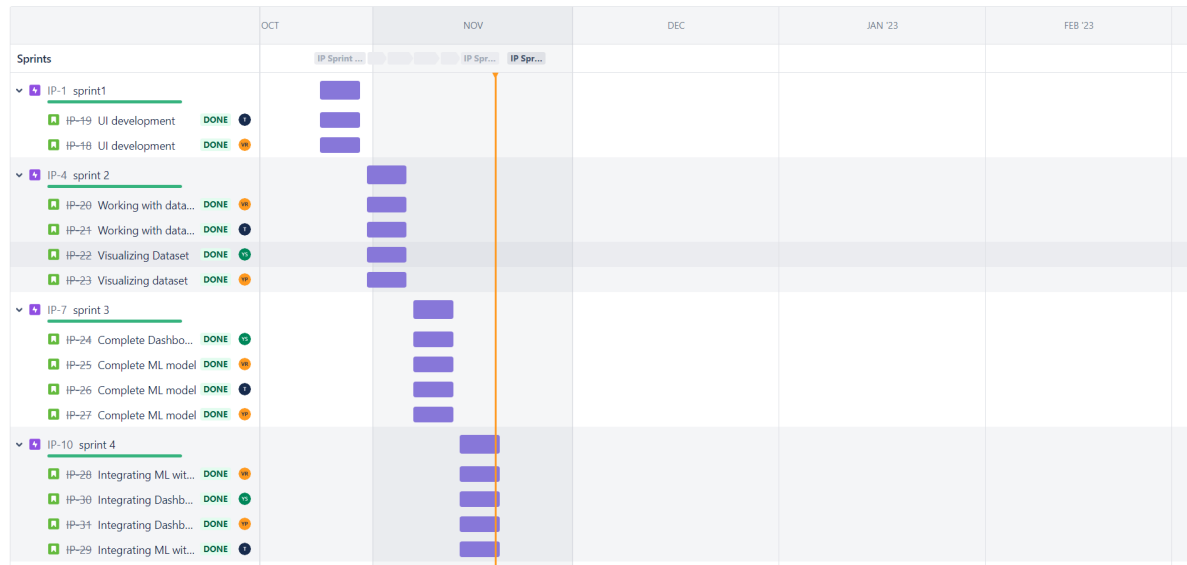 OCT NOV DEC JAN '23 FEB '23
Sprints IP Sprint ... IP Spr... IP Spr...
IP-1 sprint1
IP-19 UI development DONE T
IP-18 UI development DONE VR
IP-4 sprint 2
IP-20 Working with data... DONE VR
IP-21 Working with data... DONE T
IP-22 Visualizing Dataset DONE YS
IP-23 Visualizing dataset DONE YP
IP-7 sprint 3
IP-24 Complete Dashbo... DONE YS
IP-25 Complete ML model DONE VR
IP-26 Complete ML model DONE T
IP-27 Complete ML model DONE YP
IP-10 sprint 4
IP-28 Integrating ML wit... DONE VR
IP-30 Integrating Dashb... DONE YS
IP-31 Integrating Dashb... DONE YP
IP-29 Integrating ML wit... DONE T